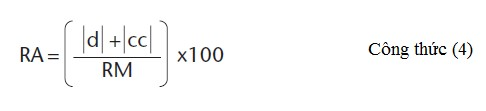 RA = ( |d| + |cc| / RM ) x100 Công thức (4)